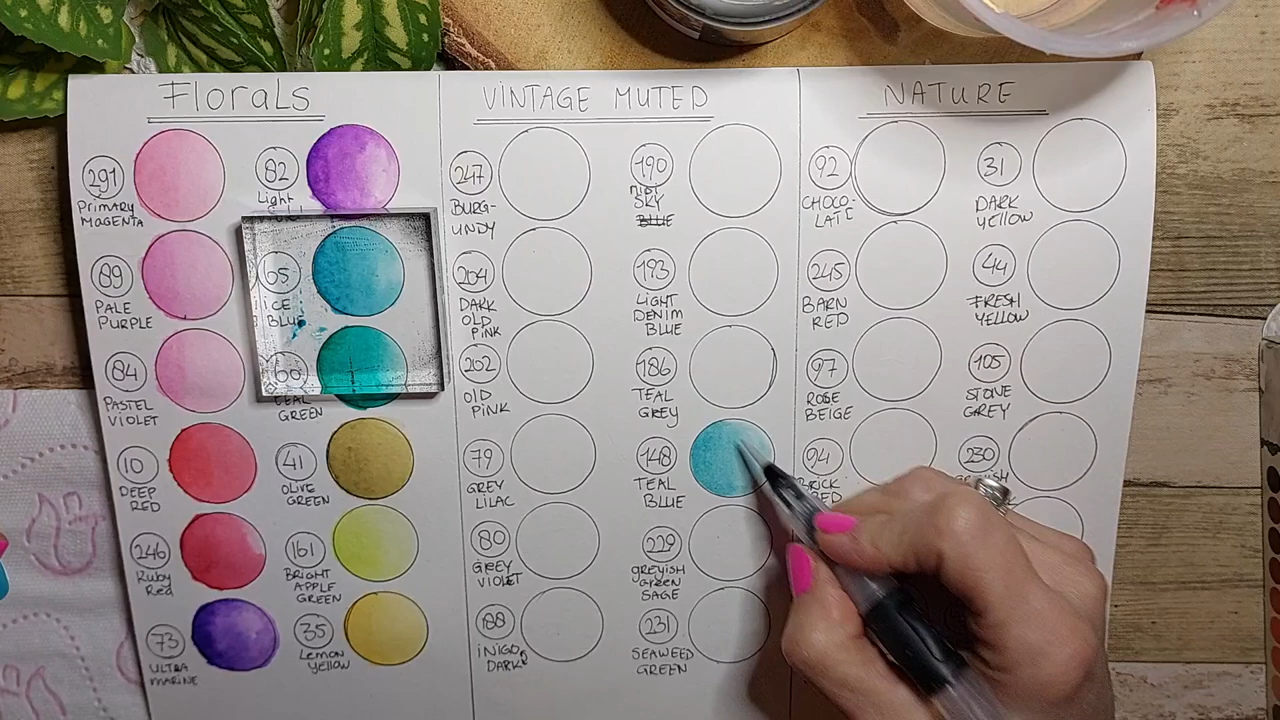 FLORALS
291
PRIMARY
MAGENTA
89
PALE
PURPLE
84
PASTEL
VIOLET
10
DEEP
RED
246
Ruby
Red
73
ULTRA
MARINE
82
Light
65
ICE
BLUE
60
TEAL
GREEN
41
OLIVE
GREEN
161
BRIGHT
APPLE
GREEN
35
Lemon
yellow
VINTAGE MUTED
247
BURG-
UNDY
204
DARK
OLD
PINK
202
OLD
PINK
79
GREY
LILAC
80
GREY
VIOLET
188
INIGO
DARK
190
SKY
BLUE
193
LIGHT
DENIM
BLUE
186
TEAL
GREY
148
TEAL
BLUE
229
GREYISH
GREEN
SAGE
231
SEAWEED
GREEN
NATURE
92
CHOCO-
LATE
245
BARN
RED
97
ROSE
BEIGE
94
BRICK
RED
31
DARK
YELLOW
44
FRESH
YELLOW
105
STONE
GREY
230